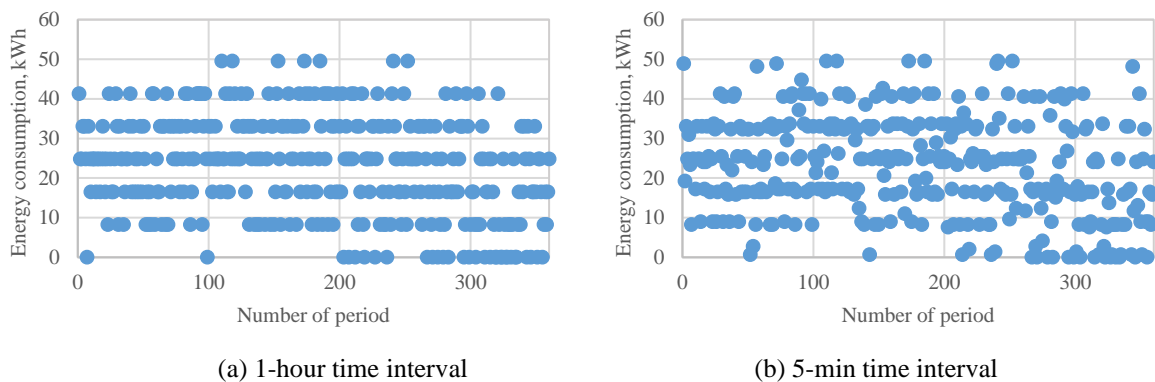 Energy consumption, kWh
60
50
40
30
20
10
0
0 100 200 300
Number of period
(a) 1-hour time interval
Energy consumption, kWh
60
50
40
30
20
10
0
0 100 200 300
Number of period
(b) 5-min time interval